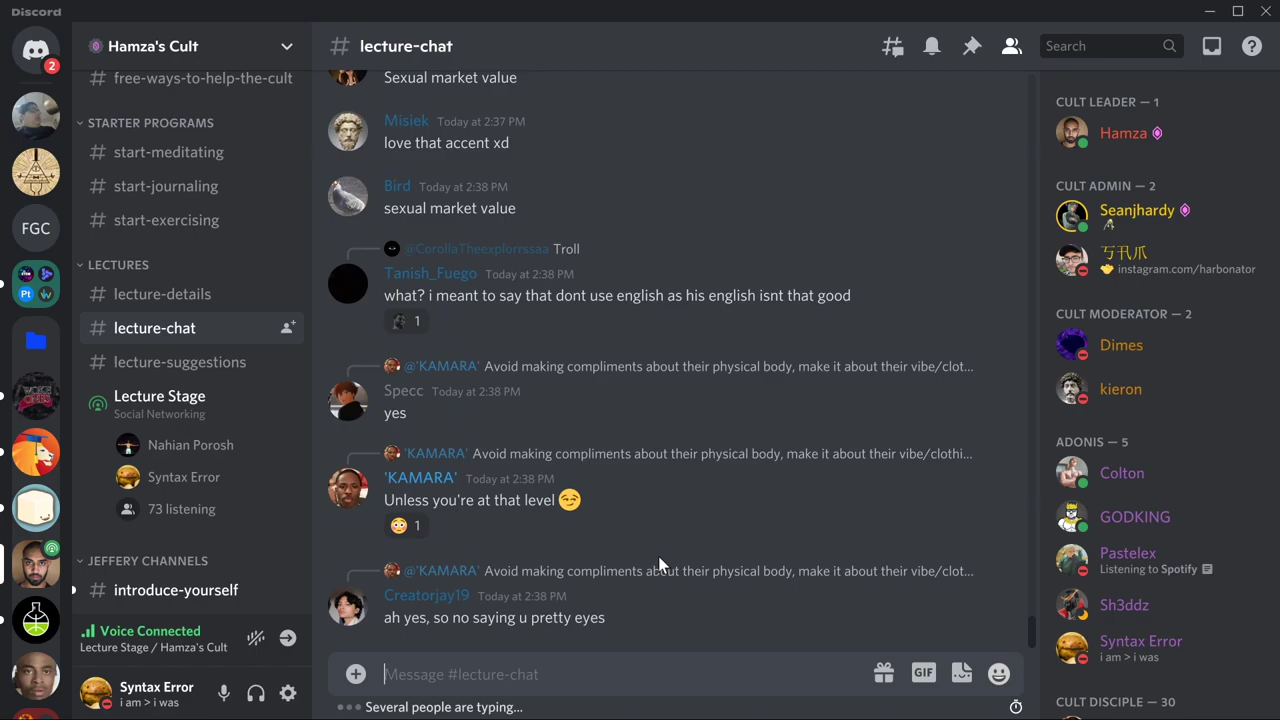 Discord
2
FGC
Pt
Hamza's Cult
# free-ways-to-help-the-cult
STARTER PROGRAMS
# start-meditating
# start-journaling
# start-exercising
LECTURES
# lecture-details
# lecture-chat
# lecture-suggestions
Lecture Stage
Social Networking
Nahian Porosh
Syntax Error
73 listening
JEFFERY CHANNELS
# introduce-yourself
Voice Connected
Lecture Stage / Hamza's Cult
Syntax Error
i am > i was
# lecture-chat
Search
Sexual market value
Misiek Today at 2:37 PM
love that accent xd
Bird Today at 2:38 PM
sexual market value
@CorollaTheexplorrssaa Troll
Tanish_Fuego Today at 2:38 PM
what? i meant to say that dont use english as his english isnt that good
1
@'KAMARA' Avoid making compliments about their physical body, make it about their vibe/clot...
Specc Today at 2:38 PM
yes
'KAMARA' Avoid making compliments about their physical body, make it about their vibe/clothi...
'KAMARA' Today at 2:38 PM
Unless you're at that level 😏
😳 1
@'KAMARA' Avoid making compliments about their physical body, make it about their vibe/clot...
Creatorjay19 Today at 2:38 PM
ah yes, so no saying u pretty eyes
Message #lecture-chat
GIF
Several people are typing...
CULT LEADER — 1
Hamza
CULT ADMIN — 2
Seanjhardy
instagram.com/harbonator
CULT MODERATOR — 2
Dimes
kieron
ADONIS — 5
Colton
GODKING
Pastelex
Listening to Spotify
Sh3ddz
Syntax Error
i am > i was
CULT DISCIPLE — 30